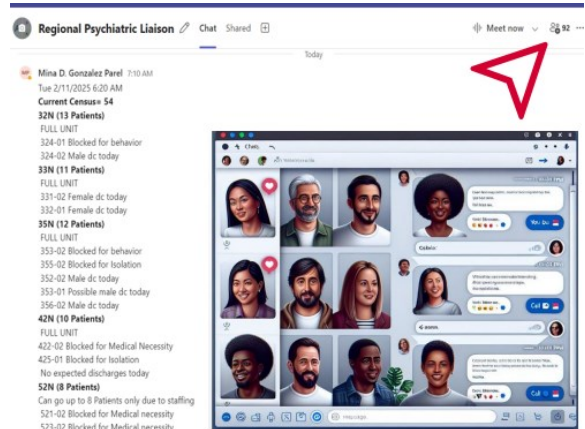 Regional Psychiatric Liaison Chat Shared Meet now 92
Today
Mina D. Gonzalez Parel 7:10 AM
Tue 2/11/2025 6:20 AM
Current Census= 54
32N (13 Patients)
FULL UNIT
324-01 Blocked for behavior
324-02 Male dc today
33N (11 Patients)
FULL UNIT
331-02 Female dc today
332-01 Female dc today
35N (12 Patients)
FULL UNIT
353-02 Blocked for behavior
355-02 Blocked for Isolation
352-02 Male dc today
353-01 Possible male dc today
356-02 Male dc today
42N (10 Patients)
FULL UNIT
422-02 Blocked for Medical Necessity
425-01 Blocked for Isolation
No expected discharges today
52N (8 Patients)
Can go up to 8 Patients only due to staffing
521-02 Blocked for Medical necessity
523-02 Blocked for Medical necessity
Chats